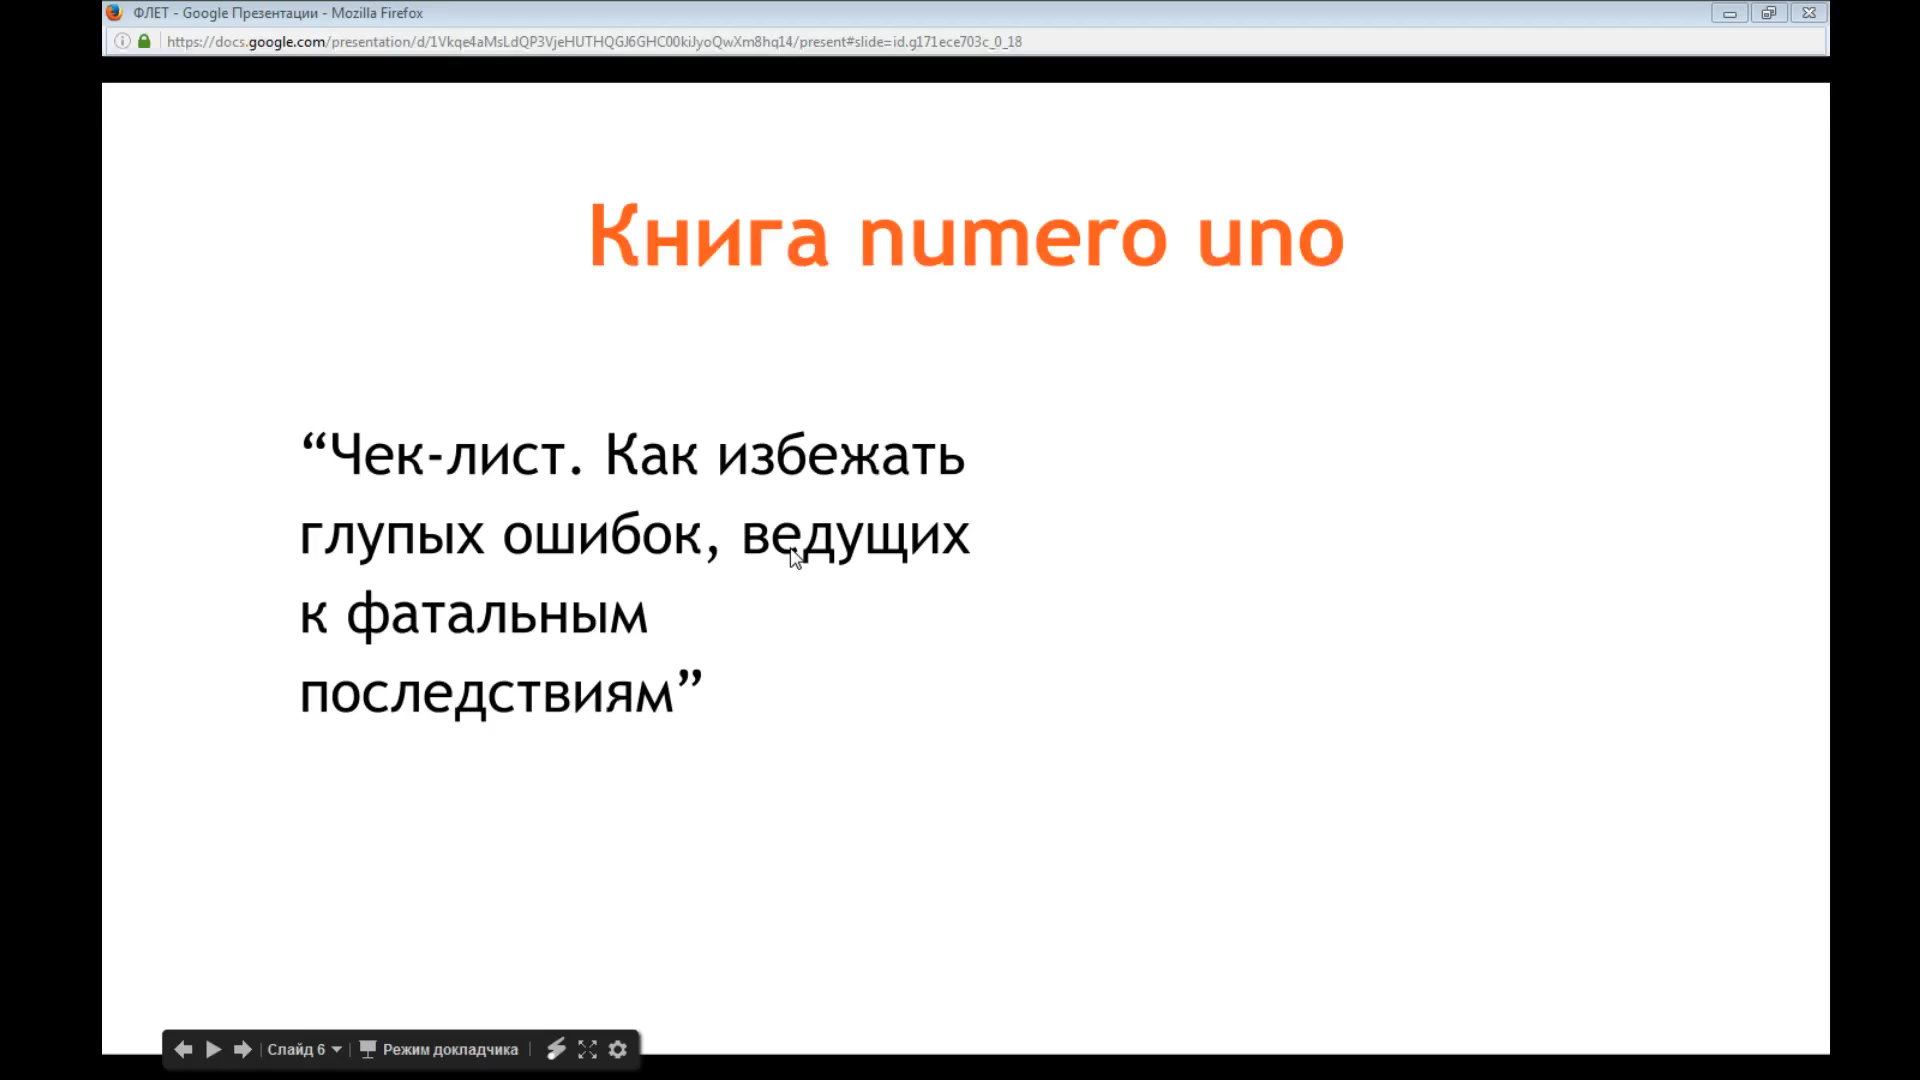 ФЛЕТ - Google Презентации - Mozilla Firefox
https://docs.google.com/presentation/d/1Vkqe4aMsLdQP3VjeHUTHQGJ6GHC00kiJyoQwXm8hq14/present#slide=id.g171ece703c_0_18
Книга numero uno
“Чек-лист. Как избежать
глупых ошибок, ведущих
к фатальным
последствиям”
Слайд 6 Режим докладчика